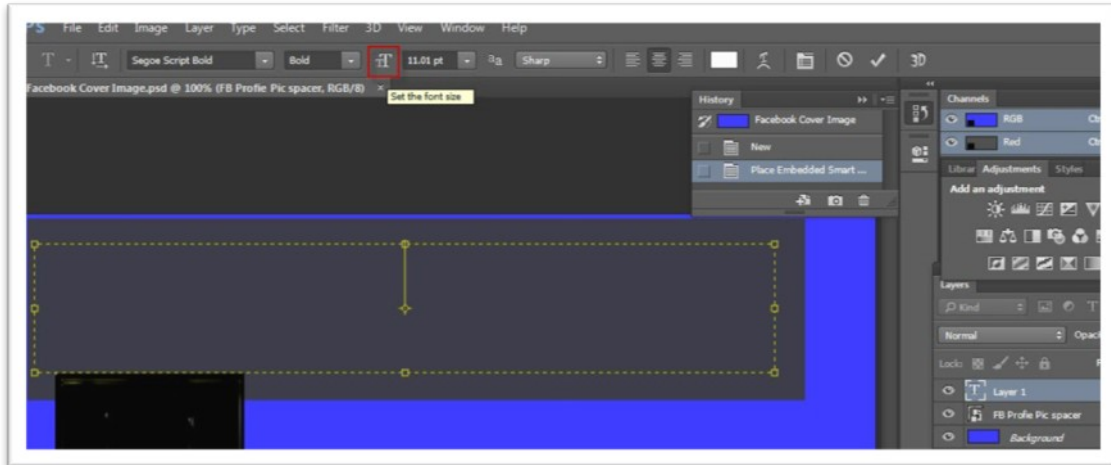 PS File Edit Image Layer Type Select Filter 3D View Window Help
T Segoe Script Bold Bold T 11.01 pt aa Sharp 3D
Facebook Cover Image.psd @ 100% (FB Profie Pic spacer, RGB/8) ×
Set the font size
History
Facebook Cover Image
New
Place Embedded Smart ...
Channels
RGB
Red
Librar Adjustments Styles
Add an adjustment
Layers
Kind
Normal
Lock:
T Layer 1
FB Profie Pic spacer
Background